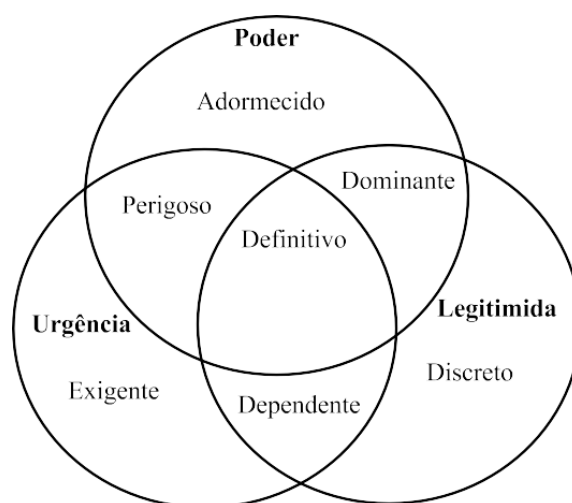 Poder
Adormecido
Dominante
Perigoso
Definitivo
Legitimida
Urgência
Discreto
Exigente
Dependente